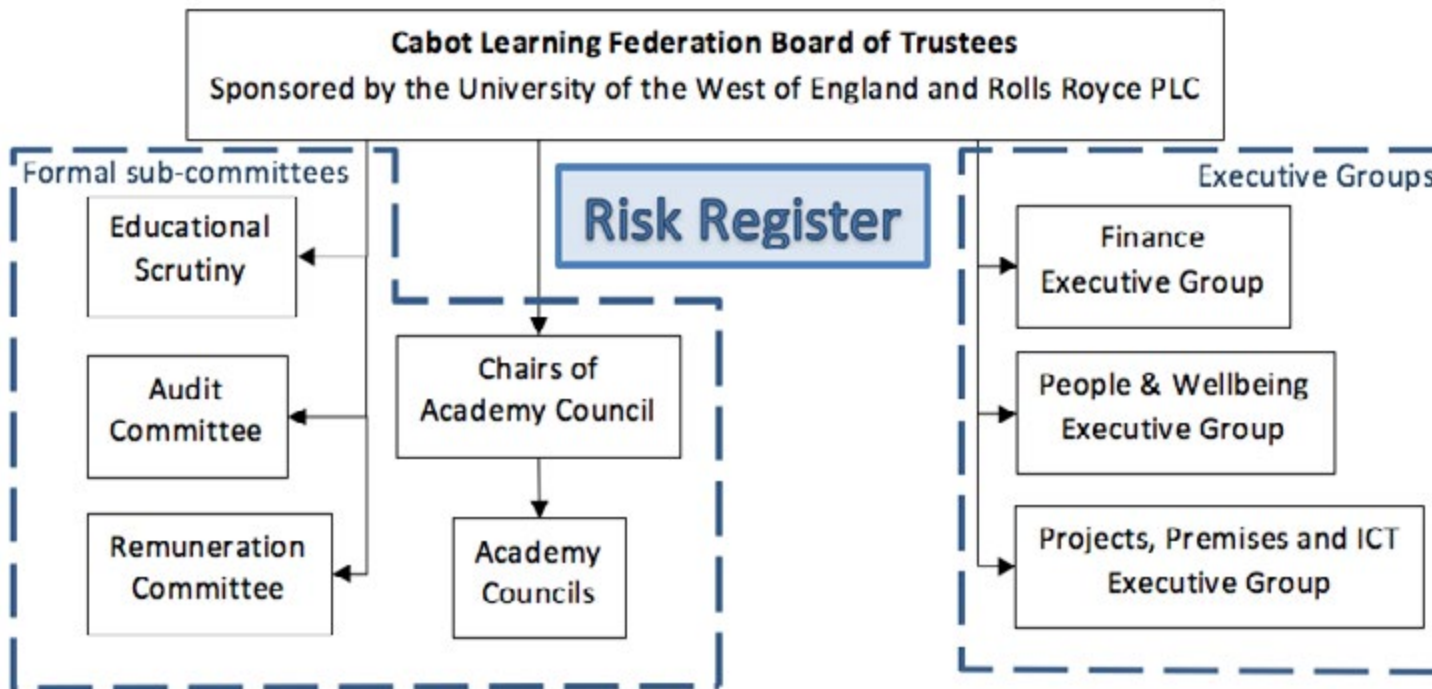 Cabot Learning Federation Board of Trustees
Sponsored by the University of the West of England and Rolls Royce PLC
Formal sub-committees
Educational
Scrutiny
Audit
Committee
Remuneration
Committee
Chairs of
Academy Council
Academy
Councils
Risk Register
Executive Groups
Finance
Executive Group
People & Wellbeing
Executive Group
Projects, Premises and ICT
Executive Group